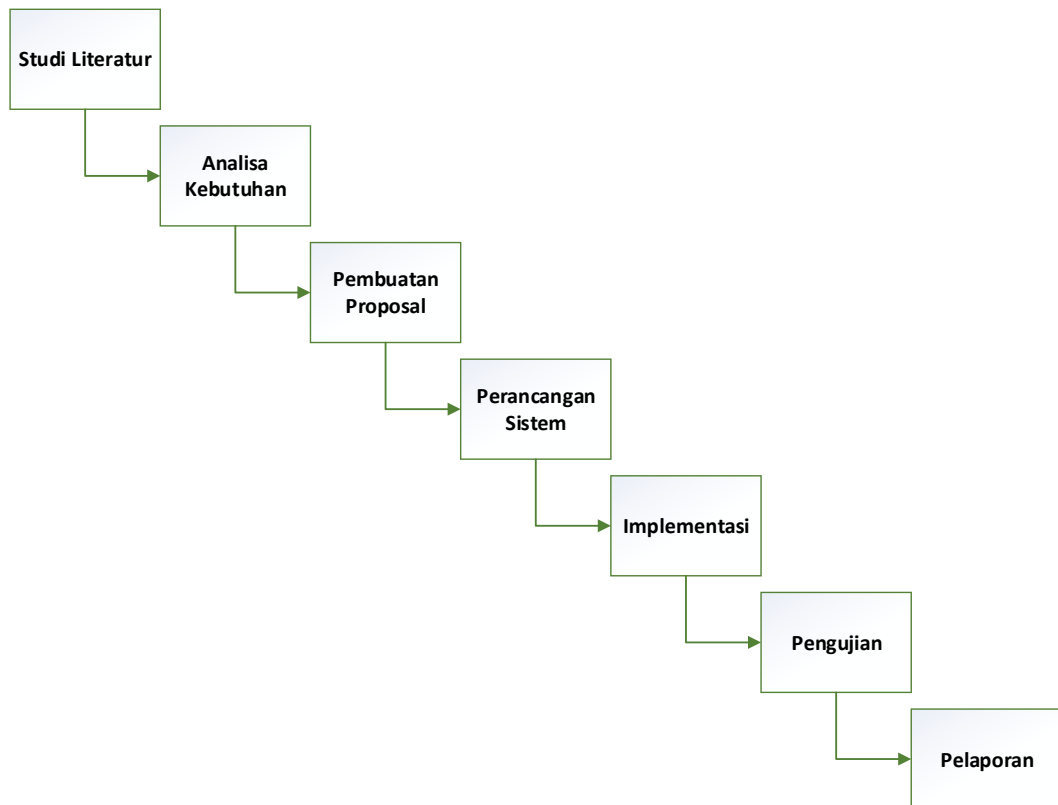 Studi Literatur
Analisa
Kebutuhan
Pembuatan
Proposal
Perancangan
Sistem
Implementasi
Pengujian
Pelaporan